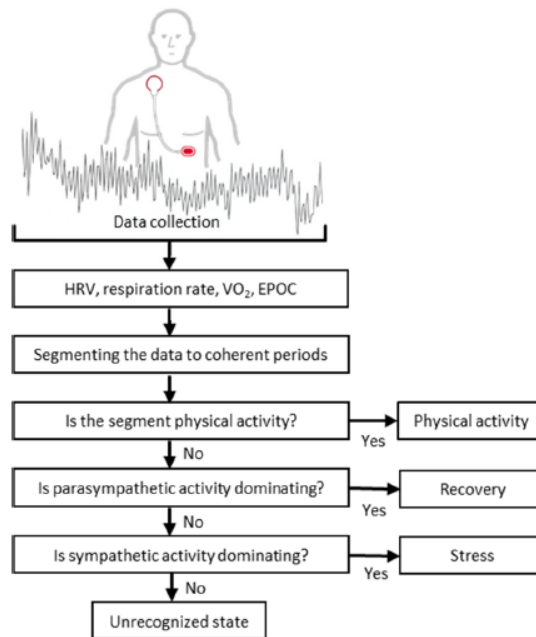 Data collection
HRV, respiration rate, VO₂, EPOC
Segmenting the data to coherent periods
Is the segment physical activity?
Yes
Physical activity
No
Is parasympathetic activity dominating?
Yes
Recovery
No
Is sympathetic activity dominating?
Yes
Stress
No
Unrecognized state